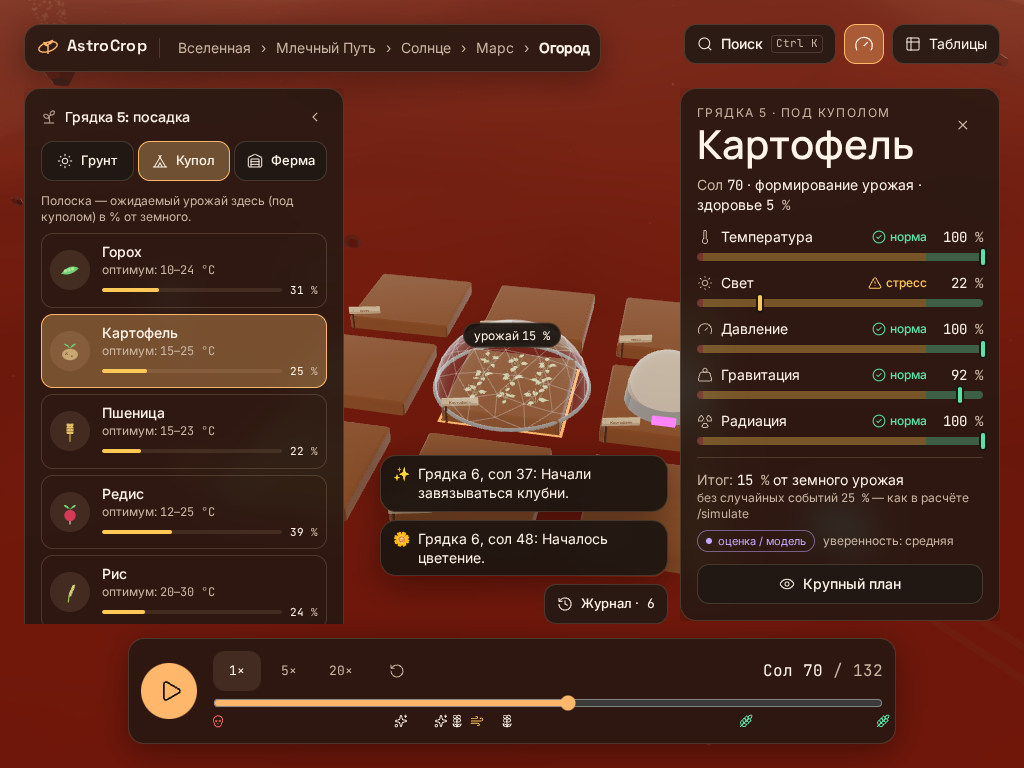 AstroCrop
Вселенная › Млечный Путь › Солнце › Марс › Огород
Поиск Ctrl K
Таблицы
Грядка 5: посадка
Грунт
Купол
Ферма
Полоска — ожидаемый урожай здесь (под
куполом) в % от земного.
Горох
оптимум: 10–24 °C
31 %
Картофель
оптимум: 15–25 °C
25 %
Пшеница
оптимум: 15–23 °C
22 %
Редис
оптимум: 12–25 °C
39 %
Рис
оптимум: 20–30 °C
24 %
урожай 15 %
✨ Грядка 6, сол 37: Начали
завязываться клубни.
🌼 Грядка 6, сол 48: Началось
цветение.
Журнал · 6
ГРЯДКА 5 · ПОД КУПОЛОМ
Картофель
Сол 70 · формирование урожая ·
здоровье 5 %
Температура норма 100 %
Свет стресс 22 %
Давление норма 100 %
Гравитация норма 92 %
Радиация норма 100 %
Итог: 15 % от земного урожая
без случайных событий 25 % — как в расчёте
/simulate
оценка / модель уверенность: средняя
Крупный план
1× 5× 20×
Сол 70 / 132